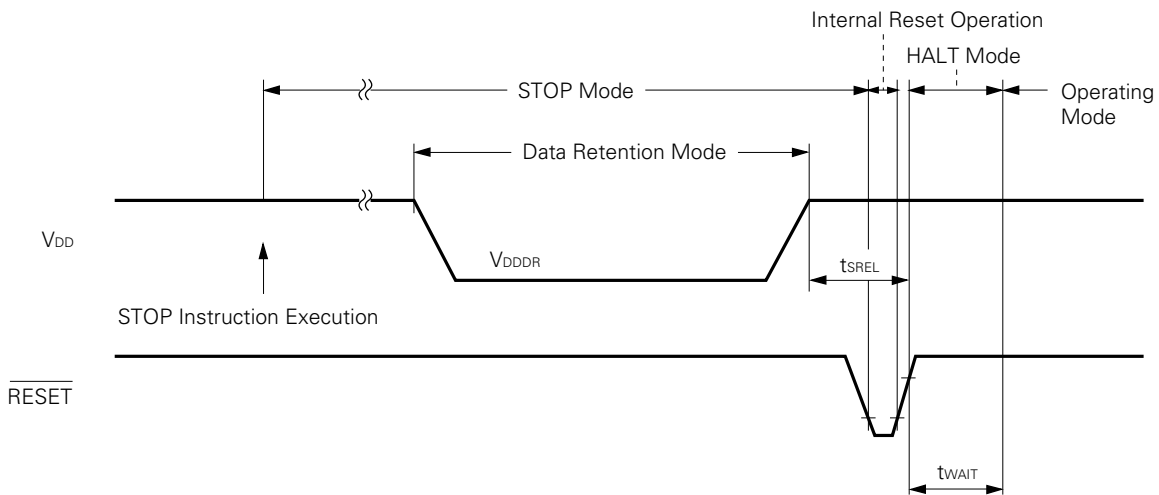 Internal Reset Operation
HALT Mode
STOP Mode
Operating
Mode
Data Retention Mode
VDD
VDDDR
tSREL
STOP Instruction Execution
RESET
tWAIT